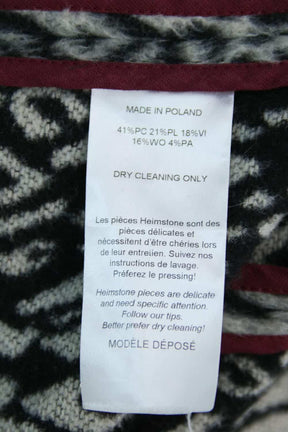 MADE IN POLAND
41%PC 21%PL 18%VI
16%WO 4%PA
DRY CLEANING ONLY
Les pièces Heimstone sont des
pièces délicates et
nécessitent d'être chéries lors
de leur entretien. Suivez nos
instructions de lavage.
Préferez le pressing!
Heimstone pieces are delicate
and need specific attention.
Follow our tips.
Better prefer dry cleaning!
MODÈLE DÉPOSÉ